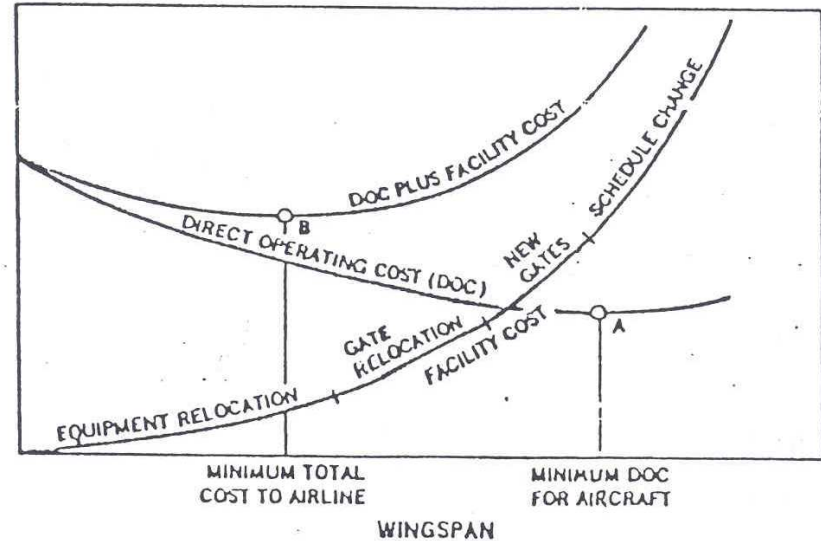 DOC PLUS FACILITY COST
SCHEDULE CHANGE
B
DIRECT OPERATING COST (DOC)
NEW
GATES
A
GATE
RELOCATION
FACILITY COST
EQUIPMENT RELOCATION
MINIMUM TOTAL
COST TO AIRLINE
MINIMUM DOC
FOR AIRCRAFT
WINGSPAN